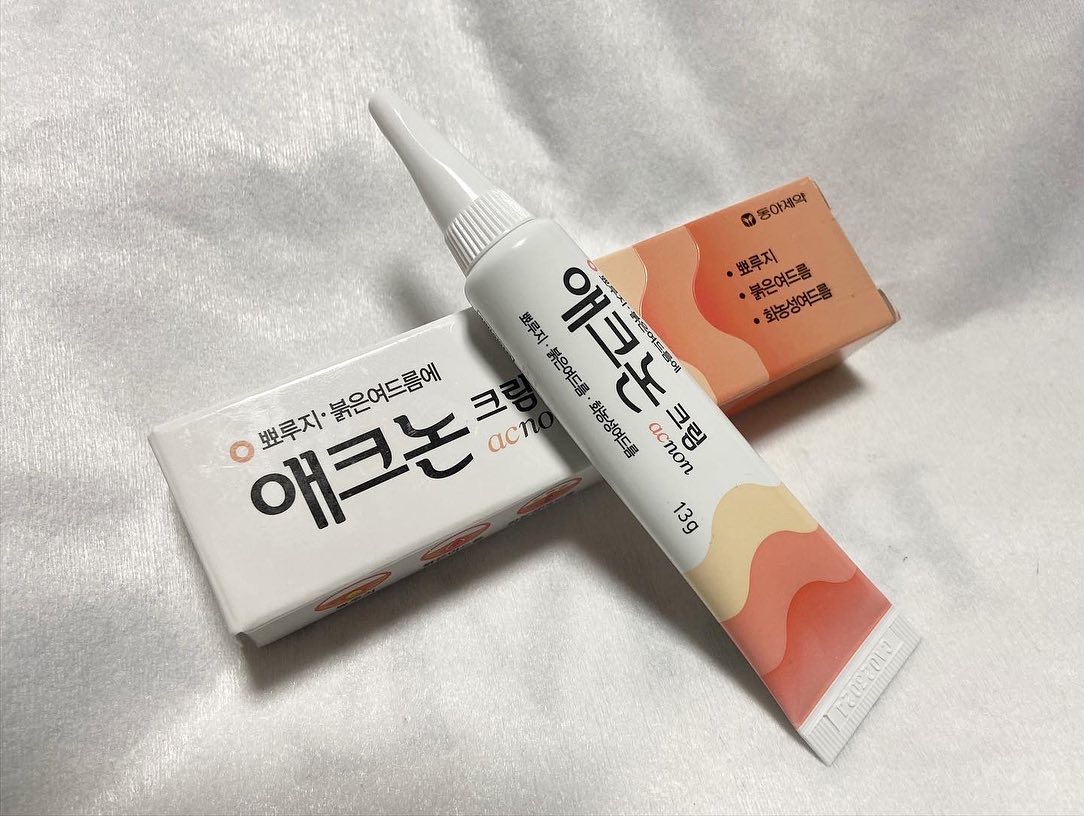 뾰루지·붉은여드름에
애크논 크림
acno
동아제약
• 뾰루지
• 붉은여드름
• 화농성여드름
뾰루지·붉은여드름에
애크논 크림
acnon
뾰루지·붉은여드름·화농성여드름
13g